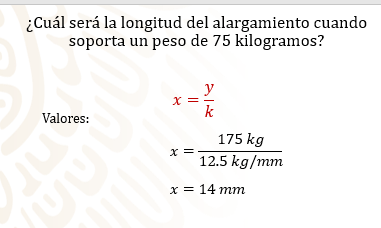 ¿Cuál será la longitud del alargamiento cuando
soporta un peso de 75 kilogramos?
x = y/k
Valores:
x = 175 kg / 12.5 kg/mm
x = 14 mm